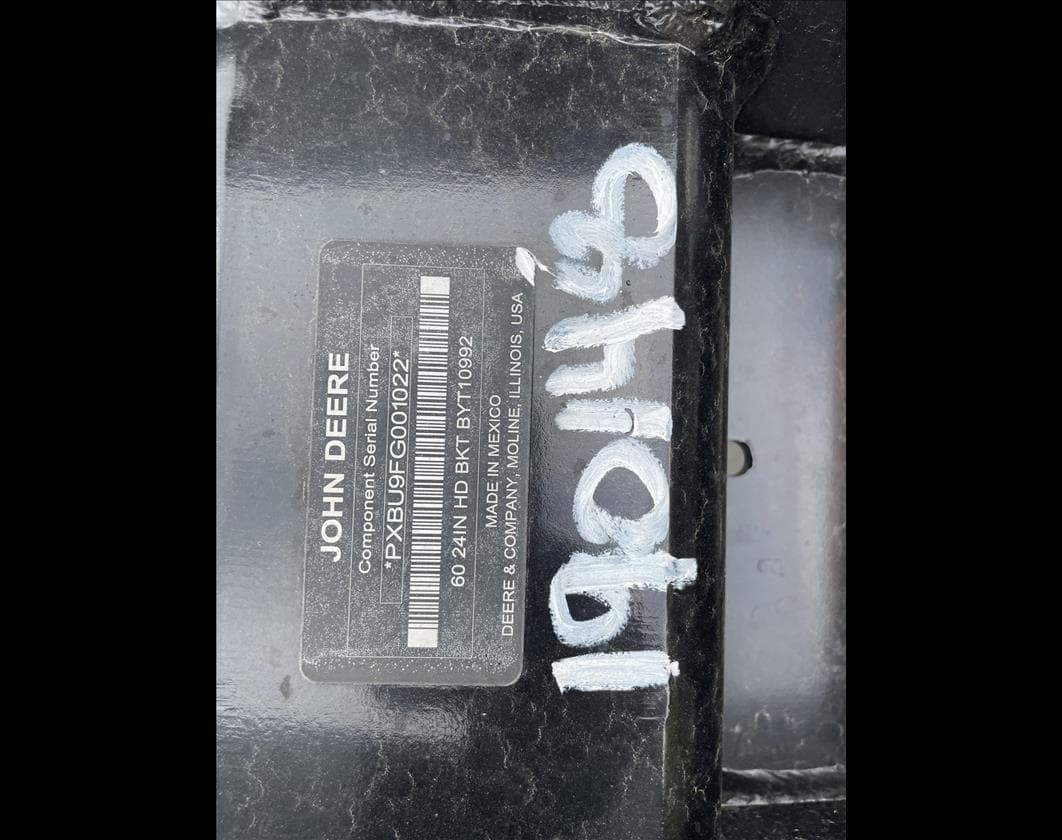 JOHN DEERE
Component Serial Number
*PXBU9FG001022*
60 24IN HD BKT BYT10992
MADE IN MEXICO
DEERE & COMPANY, MOLINE, ILLINOIS, USA
190148